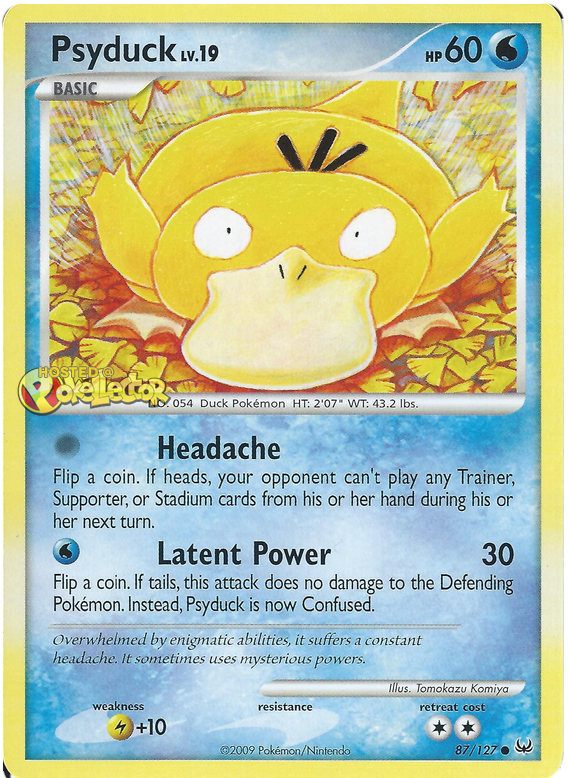 Psyduck LV.19
HP 60
BASIC
HOSTED @
PokéLLector
NO. 054 Duck Pokémon HT: 2'07" WT: 43.2 lbs.
Headache
Flip a coin. If heads, your opponent can't play any Trainer,
Supporter, or Stadium cards from his or her hand during his or
her next turn.
Latent Power 30
Flip a coin. If tails, this attack does no damage to the Defending
Pokémon. Instead, Psyduck is now Confused.
Overwhelmed by enigmatic abilities, it suffers a constant
headache. It sometimes uses mysterious powers.
Illus. Tomokazu Komiya
weakness resistance retreat cost
+10
©2009 Pokémon/Nintendo 87/127